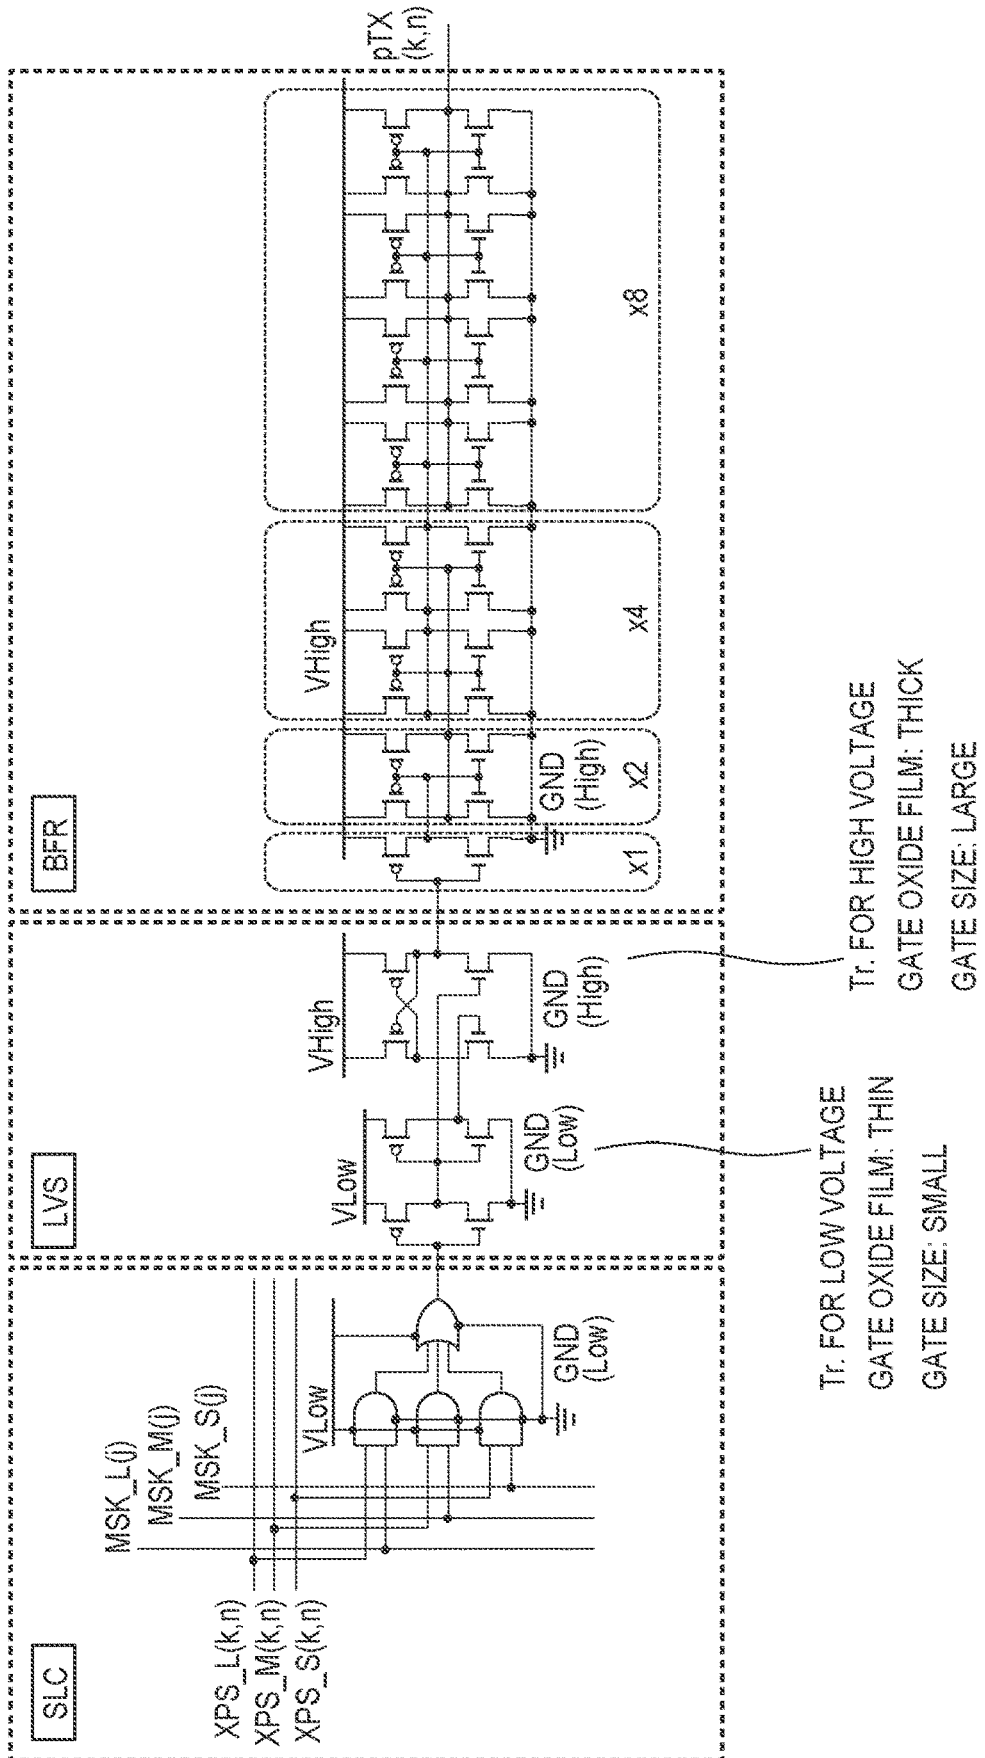 SLC
XPS_L(k,n)
XPS_M(k,n)
XPS_S(k,n)
MSK_L(j)
MSK_M(j)
MSK_S(j)
VLow
GND
(Low)
LVS
VLow
GND
(Low)
VHigh
GND
(High)
BFR
VHigh
GND
(High)
x1
x2
x4
x8
pTX
(k,n)
Tr. FOR LOW VOLTAGE
GATE OXIDE FILM: THIN
GATE SIZE: SMALL
Tr. FOR HIGH VOLTAGE
GATE OXIDE FILM: THICK
GATE SIZE: LARGE